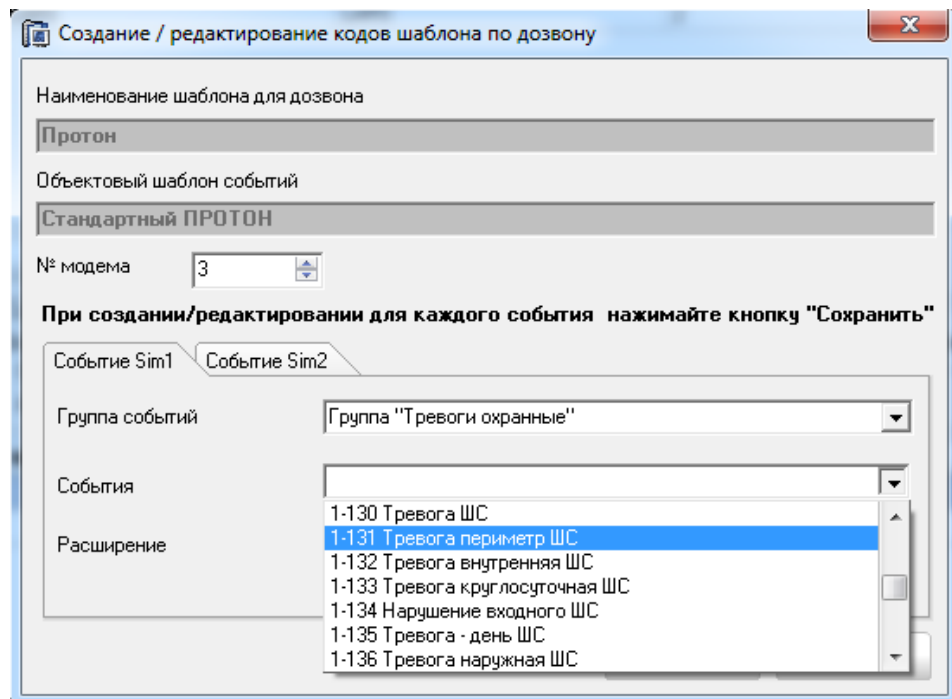 Создание / редактирование кодов шаблона по дозвону
Наименование шаблона для дозвона
Протон
Объектовый шаблон событий
Стандартный ПРОТОН
№ модема 3
При создании/редактировании для каждого события нажимайте кнопку "Сохранить"
Событие Sim1 Событие Sim2
Группа событий Группа "Тревоги охранные"
События
1-130 Тревога ШС
1-131 Тревога периметр ШС
Расширение
1-132 Тревога внутренняя ШС
1-133 Тревога круглосуточная ШС
1-134 Нарушение входного ШС
1-135 Тревога - день ШС
1-136 Тревога наружная ШС